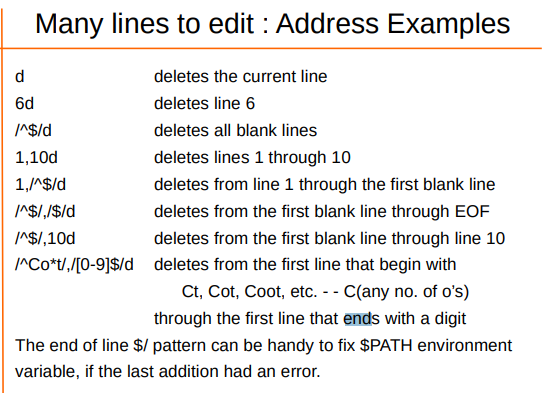 Many lines to edit : Address Examples
d deletes the current line
6d deletes line 6
/^$/d deletes all blank lines
1,10d deletes lines 1 through 10
1,/^$/d deletes from line 1 through the first blank line
/^$/,/$/d deletes from the first blank line through EOF
/^$/,10d deletes from the first blank line through line 10
/^Co*t/,/[0-9]$/d deletes from the first line that begin with
Ct, Cot, Coot, etc. - - C(any no. of o's)
through the first line that ends with a digit
The end of line $/ pattern can be handy to fix $PATH environment
variable, if the last addition had an error.